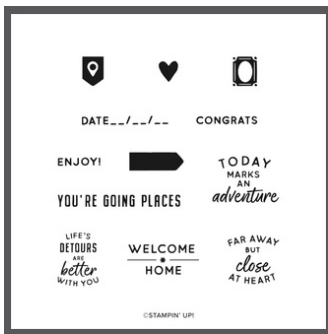 DATE__/__/__
CONGRATS
ENJOY!
TODAY
MARKS
AN
adventure
YOU'RE GOING PLACES
LIFE'S
DETOURS
ARE
better
WITH YOU
WELCOME
HOME
FAR AWAY
BUT
close
AT HEART
©STAMPIN' UP!